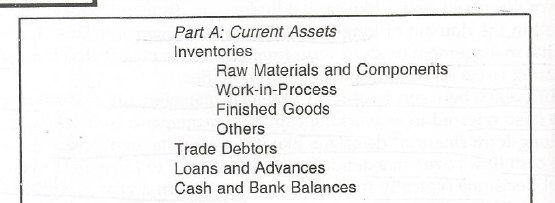 Part A: Current Assets
Inventories
Raw Materials and Components
Work-in-Process
Finished Goods
Others
Trade Debtors
Loans and Advances
Cash and Bank Balances